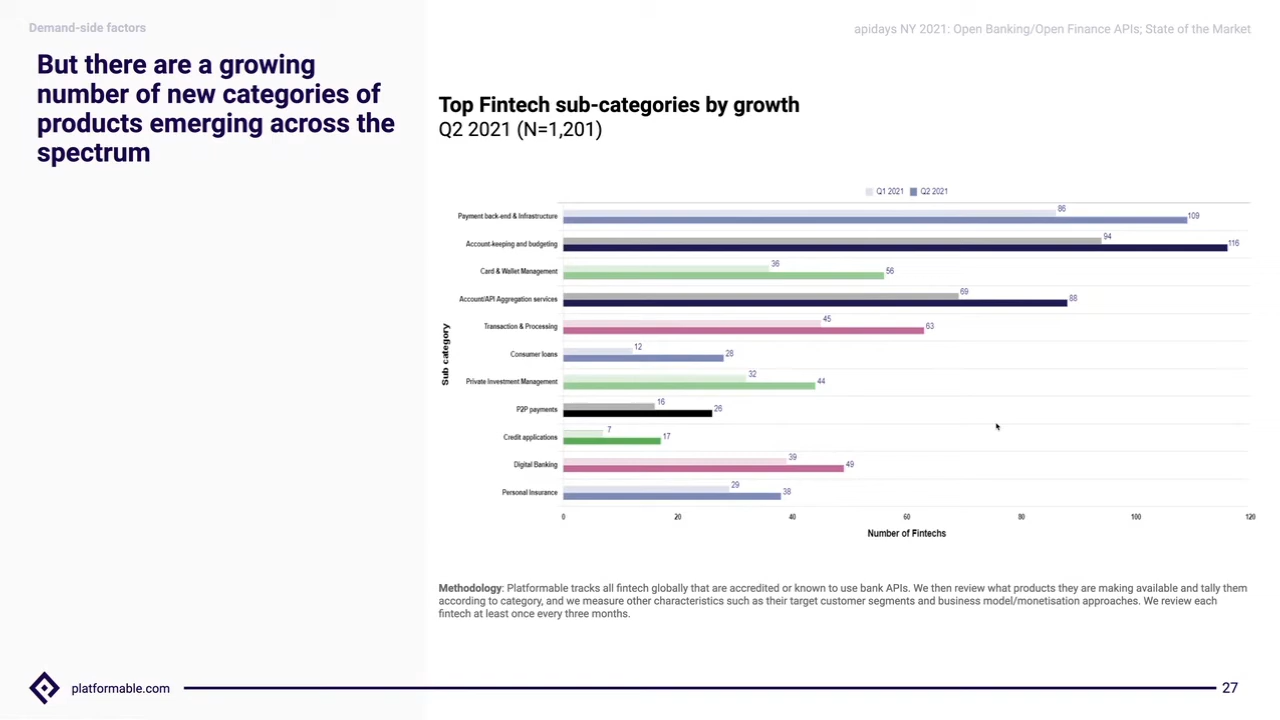 Demand-side factors
apidays NY 2021: Open Banking/Open Finance APIs; State of the Market
But there are a growing
number of new categories of
products emerging across the
spectrum
Top Fintech sub-categories by growth
Q2 2021 (N=1,201)
Q1 2021 Q2 2021
Payment back-end & Infrastructure 86 109
Account-keeping and budgeting 94 116
Card & Wallet Management 36 56
Account/API Aggregation services 69 88
Transaction & Processing 45 63
Consumer loans 12 28
Private Investment Management 32 44
P2P payments 16 26
Credit applications 7 17
Digital Banking 39 49
Personal Insurance 29 38
Sub category
0 20 40 60 80 100 120
Number of Fintechs
Methodology: Platformable tracks all fintech globally that are accredited or known to use bank APIs. We then review what products they are making available and tally them
according to category, and we measure other characteristics such as their target customer segments and business model/monetisation approaches. We review each
fintech at least once every three months.
platformable.com
27